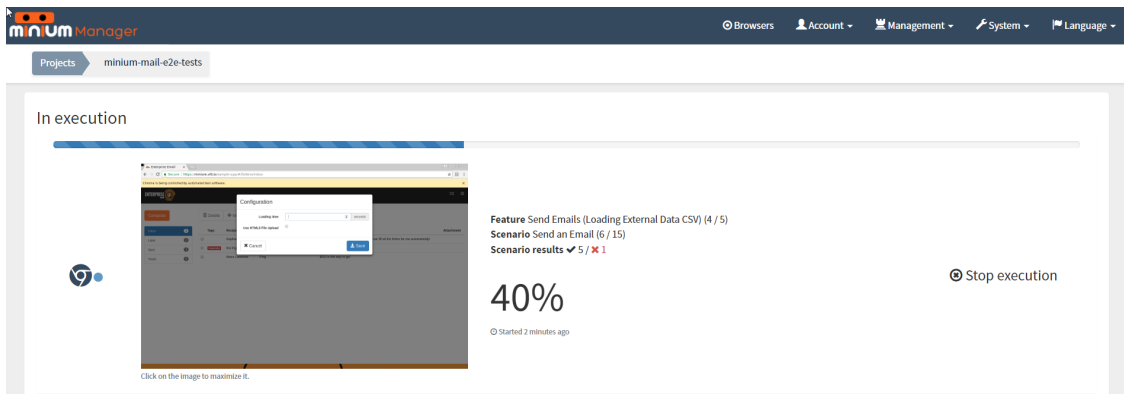 minium Manager
Browsers Account Management System Language
Projects minium-mail-e2e-tests
In execution
Configuration
Loading time
seconds
Use HTML5 File Upload
Cancel Save
Click on the image to maximize it.
Feature Send Emails (Loading External Data CSV) (4 / 5)
Scenario Send an Email (6 / 15)
Scenario results ✔ 5 / ✖ 1
40%
Started 2 minutes ago
Stop execution